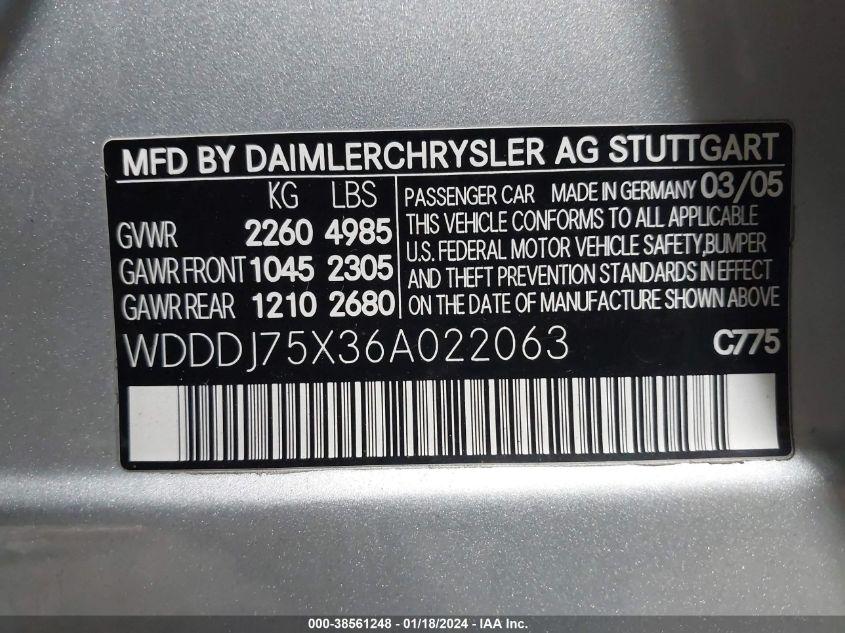 MFD BY DAIMLERCHRYSLER AG STUTTGART
KG LBS
GVWR 2260 4985
GAWR FRONT 1045 2305
GAWR REAR 1210 2680
PASSENGER CAR MADE IN GERMANY 03/05
THIS VEHICLE CONFORMS TO ALL APPLICABLE
U.S. FEDERAL MOTOR VEHICLE SAFETY,BUMPER
AND THEFT PREVENTION STANDARDS IN EFFECT
ON THE DATE OF MANUFACTURE SHOWN ABOVE
WDDDJ75X36A022063 C775
000-38561248 - 01/18/2024 - IAA Inc.